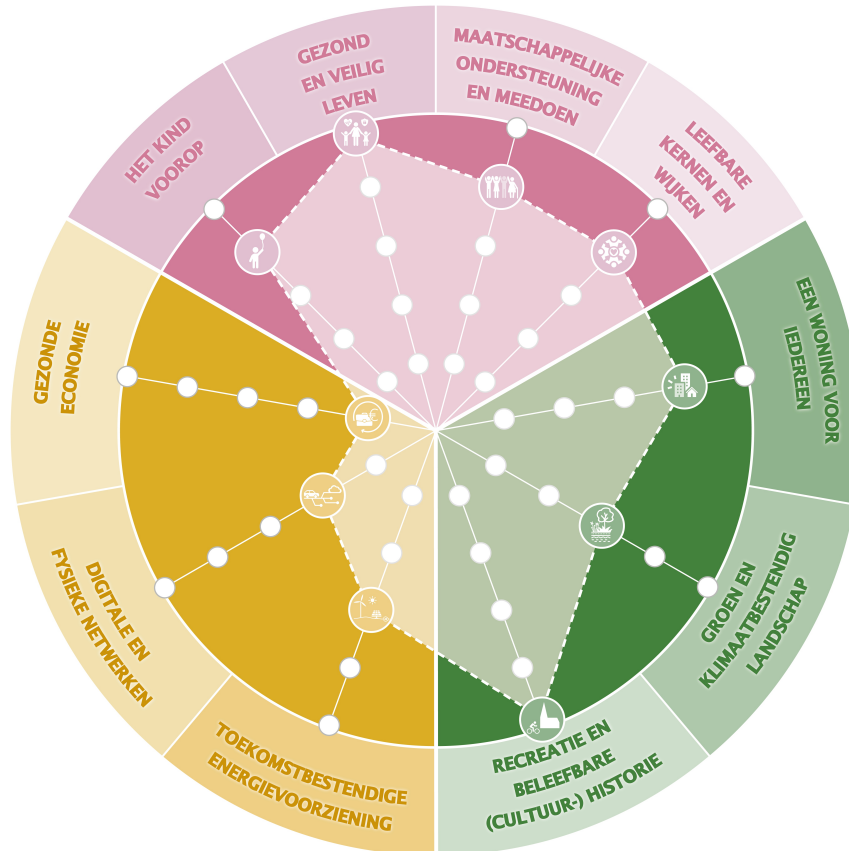 GEZOND
EN VEILIG
LEVEN
MAATSCHAPPELIJKE
ONDERSTEUNING
EN MEEDOEN
LEEFBARE
KERNEN EN
WIJKEN
EEN WONING VOOR
IEDEREEN
GROEN EN
KLIMAATBESTENDIG
LANDSCHAP
RECREATIE EN
BELEEFBARE
(CULTUUR-) HISTORIE
TOEKOMSTBESTENDIGE
ENERGIEVOORZIENING
DIGITALE EN
FYSIEKE NETWERKEN
GEZONDE
ECONOMIE
HET KIND
VOOROP